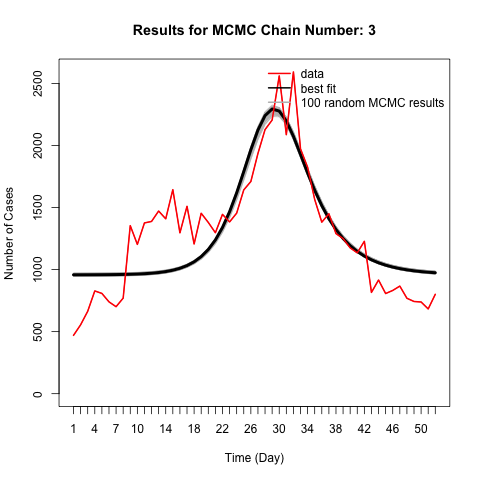 Results for MCMC Chain Number: 3
data
best fit
100 random MCMC results
Number of Cases
2500
2000
1500
1000
500
0
1 4 7 10 14 18 22 26 30 34 38 42 46 50
Time (Day)